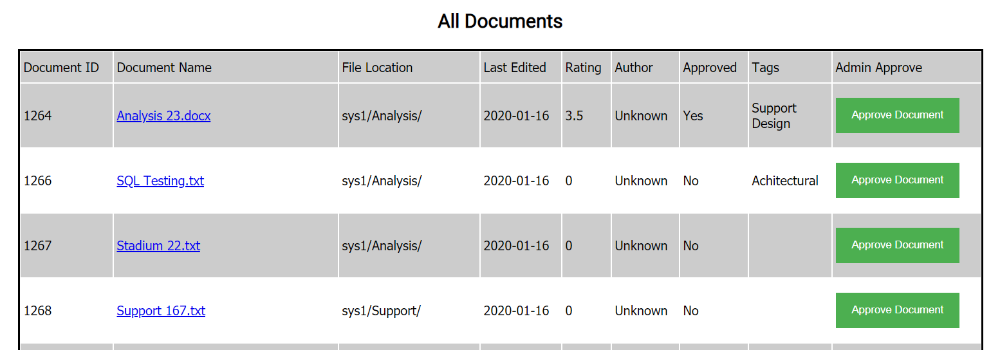 All Documents
Document ID Document Name File Location Last Edited Rating Author Approved Tags Admin Approve
1264 Analysis 23.docx sys1/Analysis/ 2020-01-16 3.5 Unknown Yes Support Design Approve Document
1266 SQL Testing.txt sys1/Analysis/ 2020-01-16 0 Unknown No Achitectural Approve Document
1267 Stadium 22.txt sys1/Analysis/ 2020-01-16 0 Unknown No Approve Document
1268 Support 167.txt sys1/Support/ 2020-01-16 0 Unknown No Approve Document